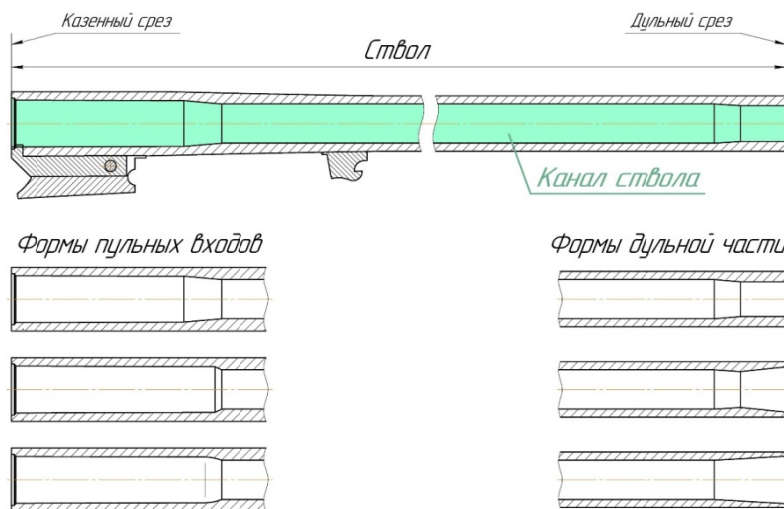 Казенный срез
Дульный срез
Ствол
Канал ствола
Формы пульных входов
Формы дульной части